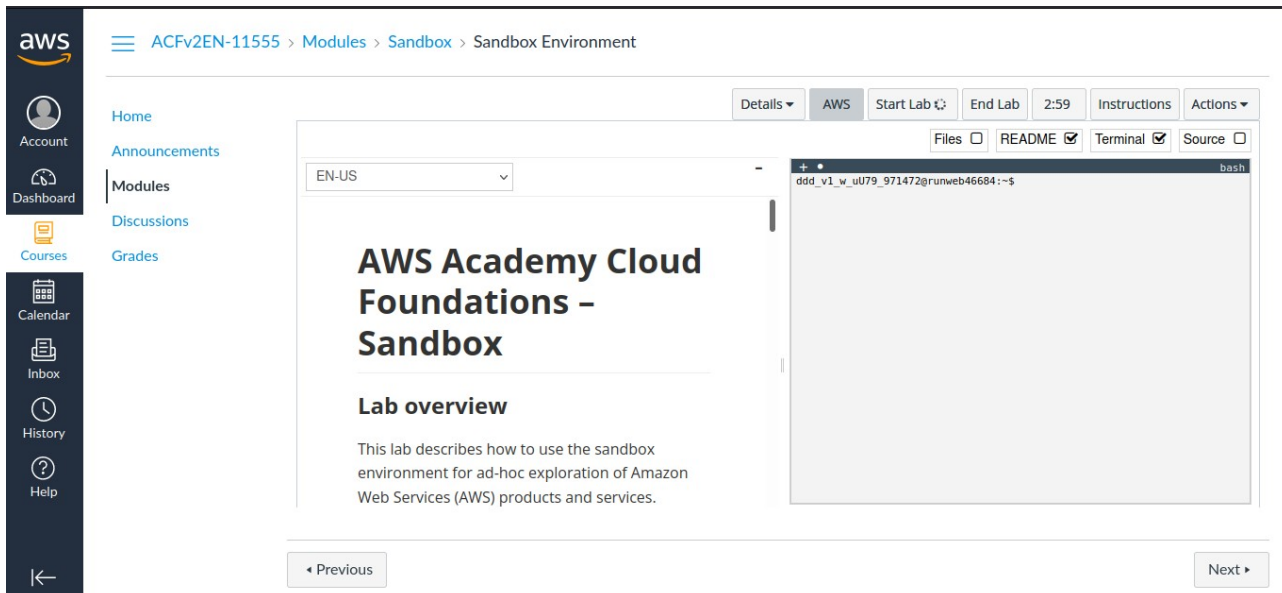 aws
ACFv2EN-11555 > Modules > Sandbox > Sandbox Environment
Account
Dashboard
Courses
Calendar
Inbox
History
Help
Home
Announcements
Modules
Discussions
Grades
Details AWS Start Lab End Lab 2:59 Instructions Actions
Files README Terminal Source
EN-US
-
AWS Academy Cloud
Foundations –
Sandbox
Lab overview
This lab describes how to use the sandbox
environment for ad-hoc exploration of Amazon
Web Services (AWS) products and services.
+ • bash
ddd_v1_w_uU79_971472@runweb46684:~$
Previous
Next